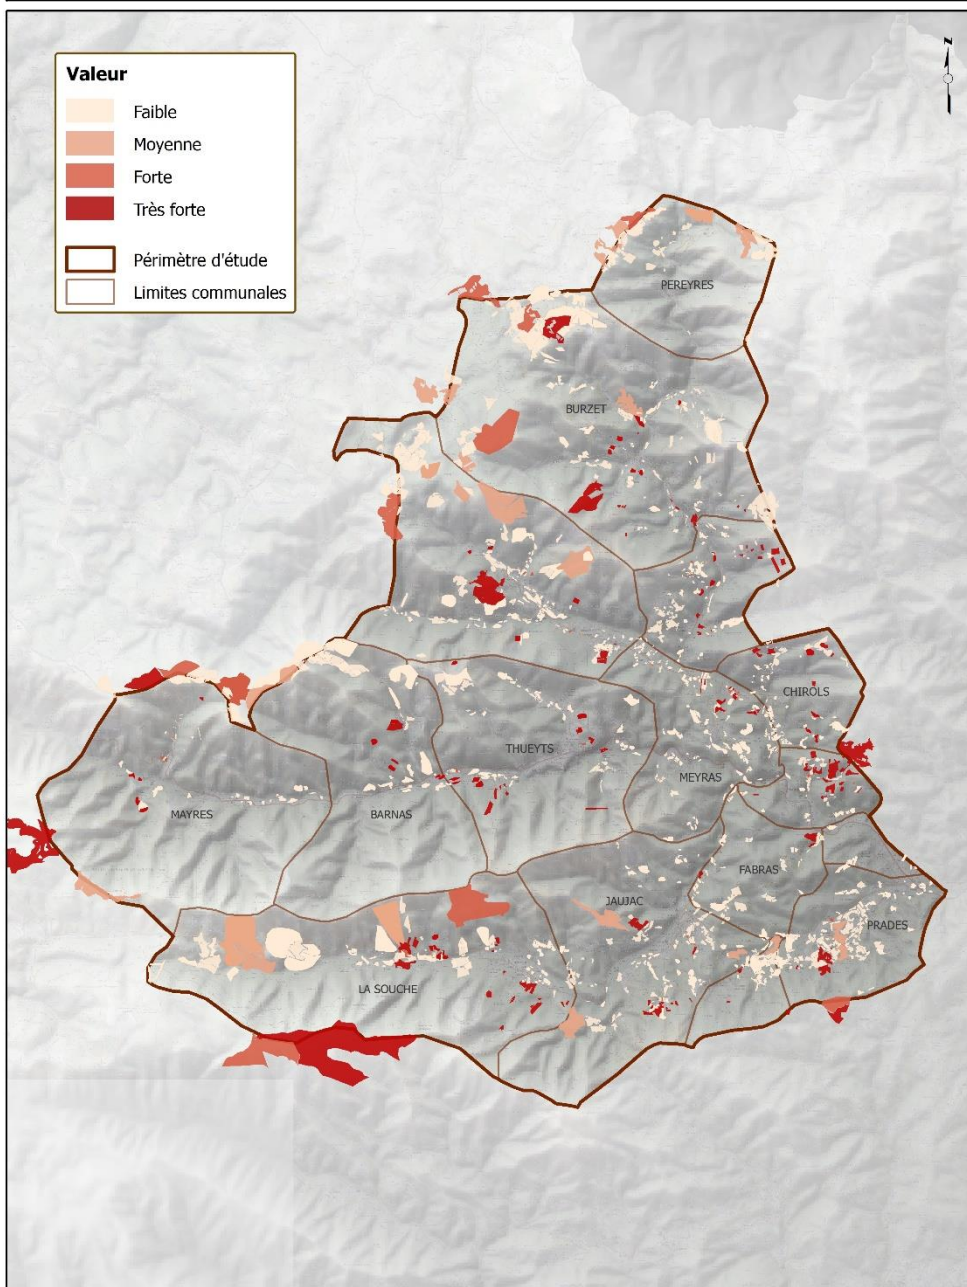 N
Valeur
Faible
Moyenne
Forte
Très forte
Périmètre d'étude
Limites communales
PEREYRES
BURZET
CHIROLS
THUEYTS
MEYRAS
MAYRES
BARNAS
FABRAS
JAUJAC
PRADES
LA SOUCHE